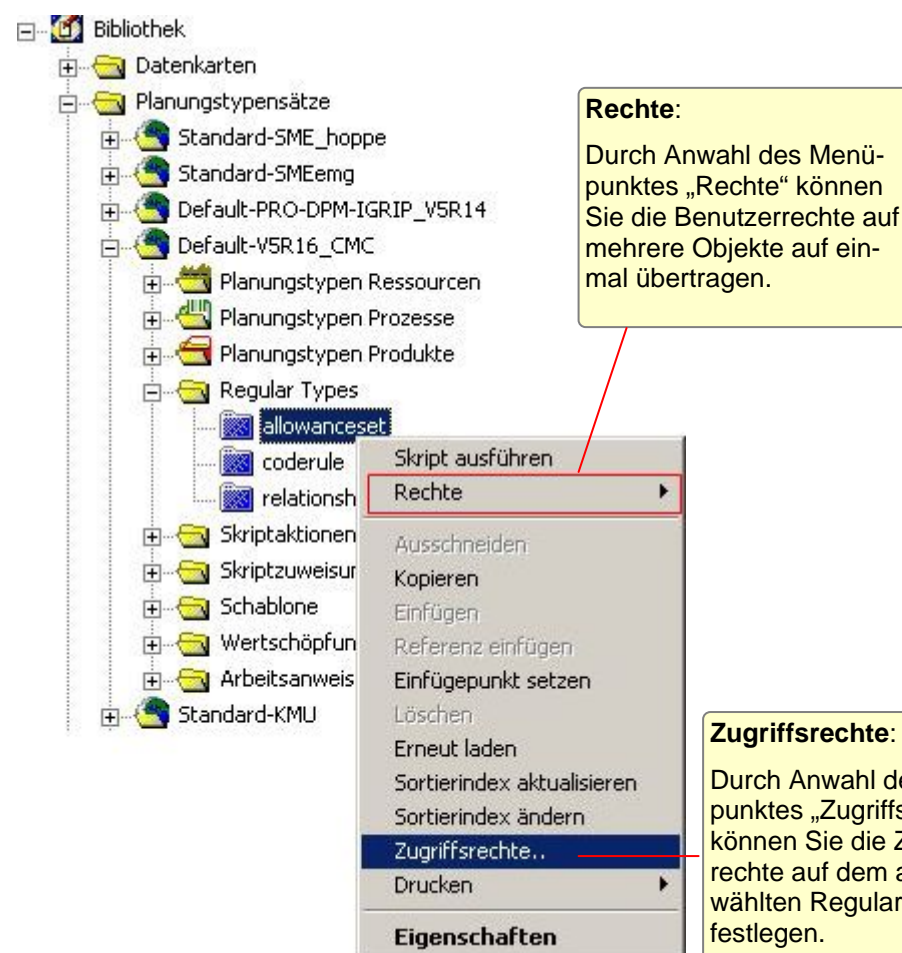 Bibliothek
Datenkarten
Planungstypensätze
Standard-SME_hoppe
Standard-SMEemg
Default-PRO-DPM-IGRIP_V5R14
Default-V5R16_CMC
Planungstypen Ressourcen
Planungstypen Prozesse
Planungstypen Produkte
Regular Types
allowanceset
coderule
relationsh
Skriptaktionen
Skriptzuweisur
Schablone
Wertschöpfun
Arbeitsanweis
Standard-KMU
Rechte:
Durch Anwahl des Menü-
punktes „Rechte“ können
Sie die Benutzerrechte auf
mehrere Objekte auf ein-
mal übertragen.
Skript ausführen
Rechte
Ausschneiden
Kopieren
Einfügen
Referenz einfügen
Einfügepunkt setzen
Löschen
Erneut laden
Sortierindex aktualisieren
Sortierindex ändern
Zugriffsrechte..
Drucken
Eigenschaften
Zugriffsrechte:
Durch Anwahl de
punktes „Zugriffs
können Sie die Z
rechte auf dem a
wählten Regular
festlegen.